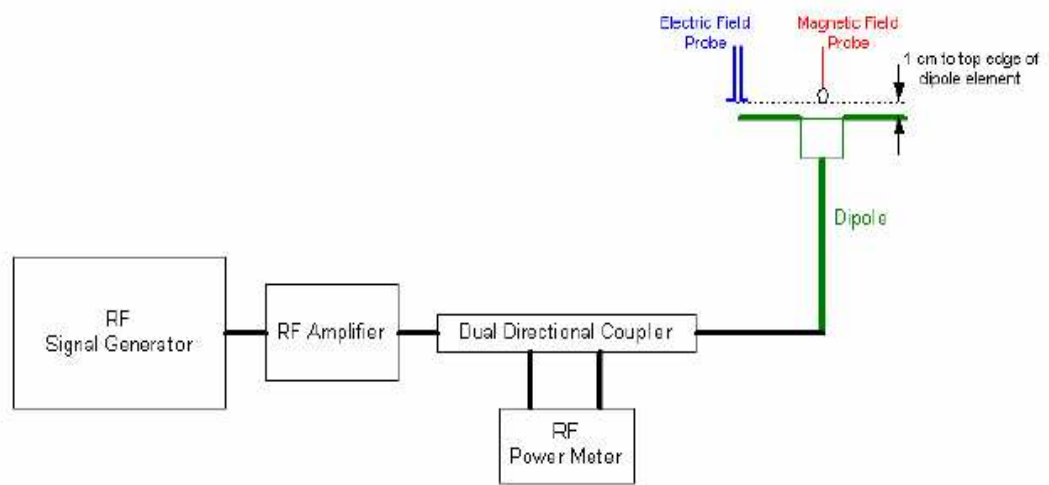 Electric Field
Probe
Magnetic Field
Probe
1 cm to top edge of
dipole element
Dipole
RF
Signal Generator
RF Amplifier
Dual Directional Coupler
RF
Power Meter